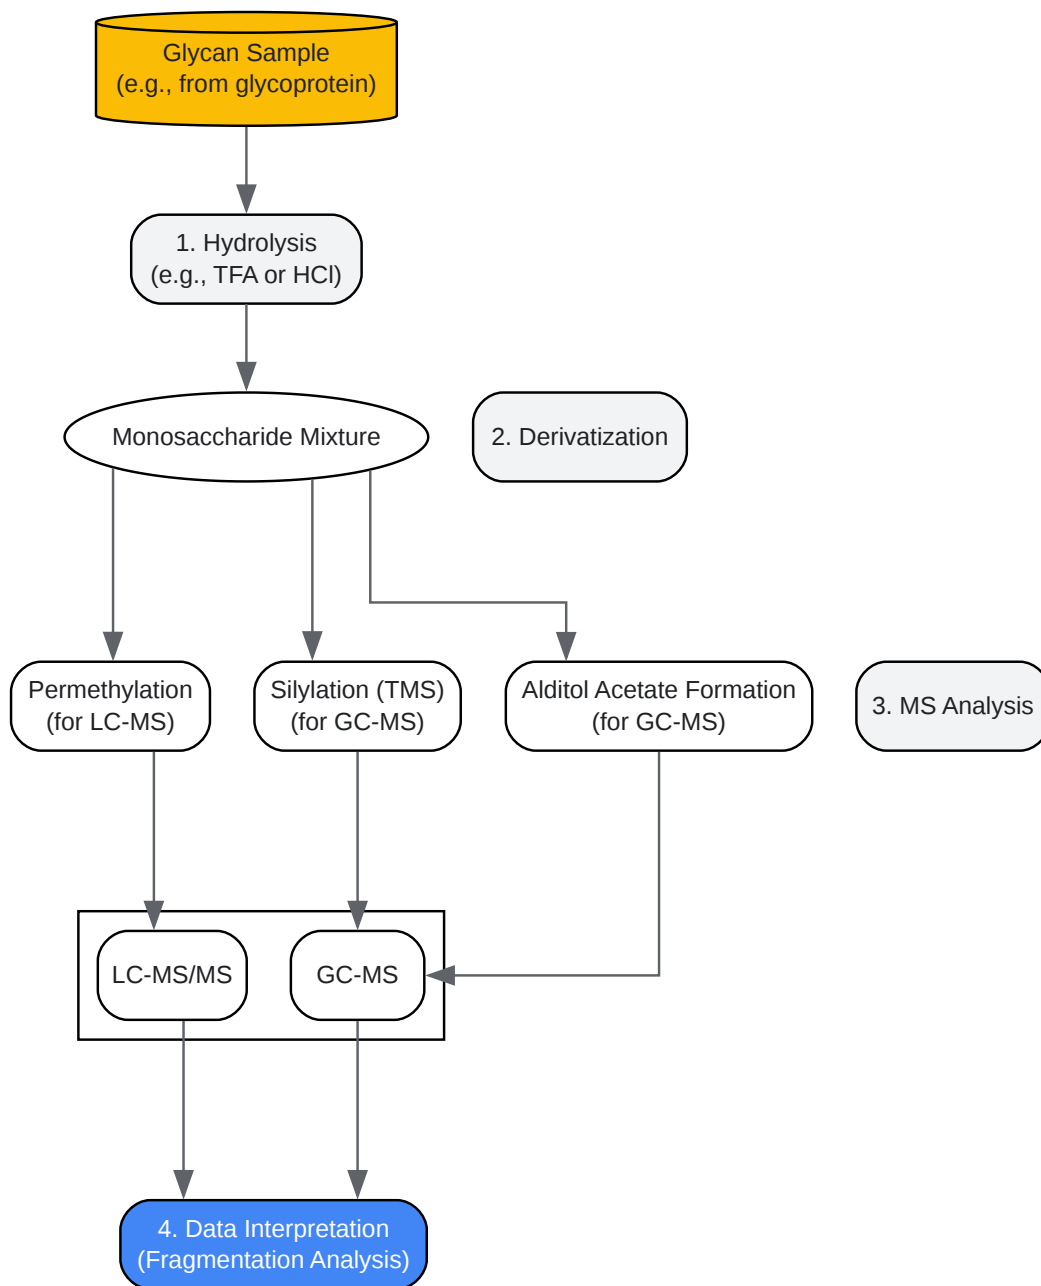 Glycan Sample
(e.g., from glycoprotein)
1. Hydrolysis
(e.g., TFA or HCl)
Monosaccharide Mixture
2. Derivatization
Permethylation
(for LC-MS)
Silylation (TMS)
(for GC-MS)
Alditol Acetate Formation
(for GC-MS)
3. MS Analysis
LC-MS/MS
GC-MS
4. Data Interpretation
(Fragmentation Analysis)